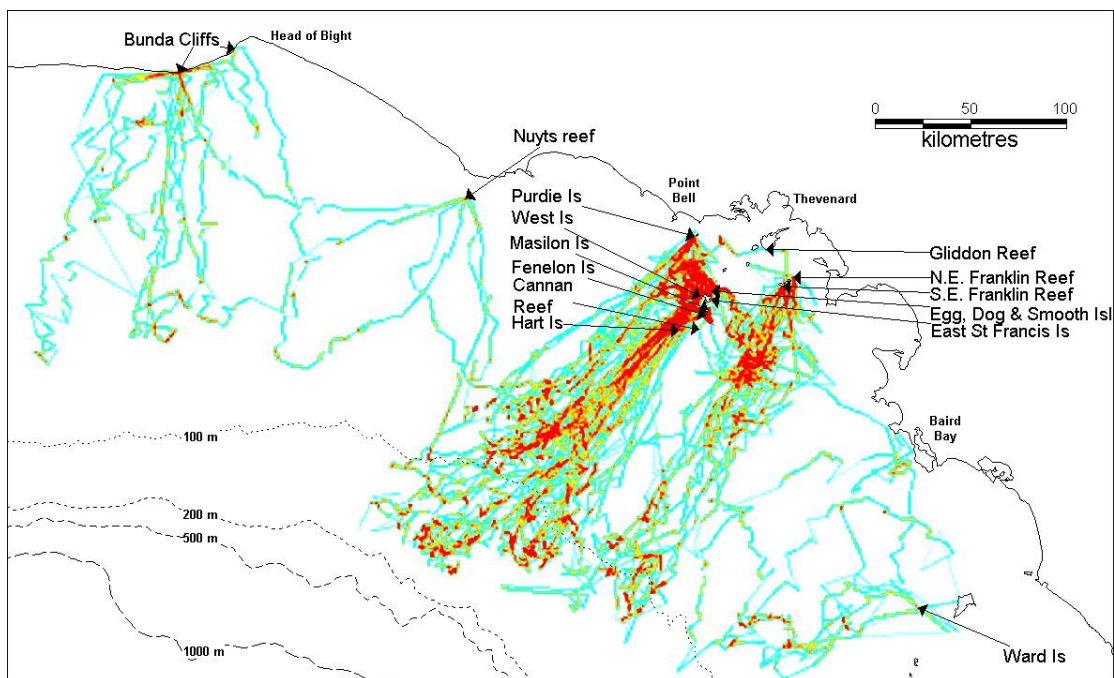 Bunda Cliffs
Head of Bight
0 50 100
kilometres
Nuyts reef
Point
Bell
Thevenard
Purdie Is
West Is
Masilon Is
Fenelon Is
Cannan
Reef
Hart Is
Gliddon Reef
N.E. Franklin Reef
S.E. Franklin Reef
Egg, Dog & Smooth Isl
East St Francis Is
Baird
Bay
100 m
200 m
500 m
1000 m
Ward Is